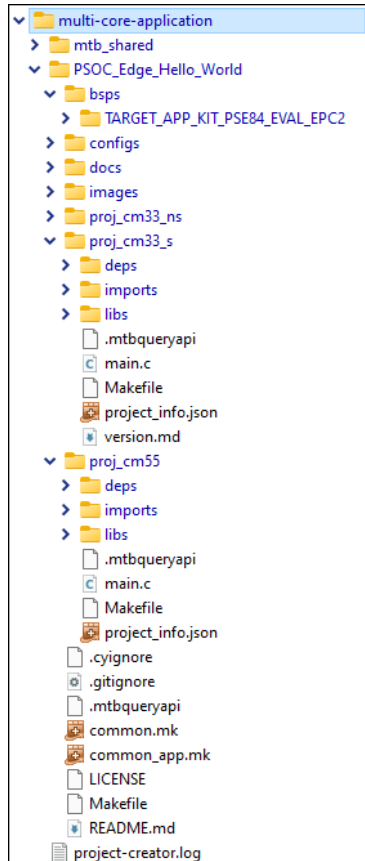 multi-core-application
mtb_shared
PSOC_Edge_Hello_World
bsps
TARGET_APP_KIT_PSE84_EVAL_EPC2
configs
docs
images
proj_cm33_ns
proj_cm33_s
deps
imports
libs
.mtbqueryapi
main.c
Makefile
project_info.json
version.md
proj_cm55
deps
imports
libs
.mtbqueryapi
main.c
Makefile
project_info.json
.cyignore
.gitignore
.mtbqueryapi
common.mk
common_app.mk
LICENSE
Makefile
README.md
project-creator.log